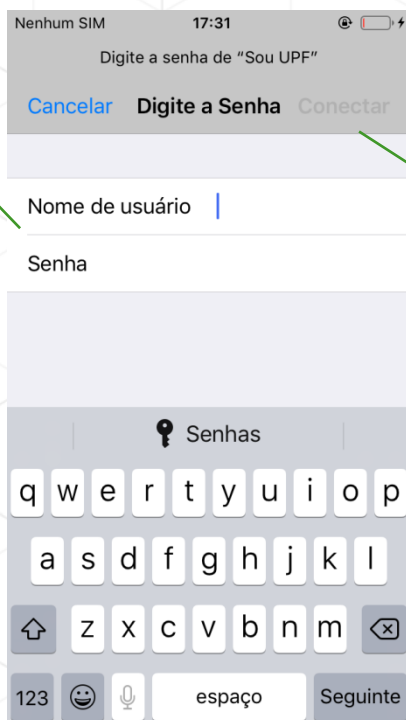 Nenhum SIM 17:31
Digite a senha de “Sou UPF”
Cancelar Digite a Senha Conectar
Nome de usuário
Senha
Senhas
q w e r t y u i o p
a s d f g h j k l
z x c v b n m
123 espaço Seguinte